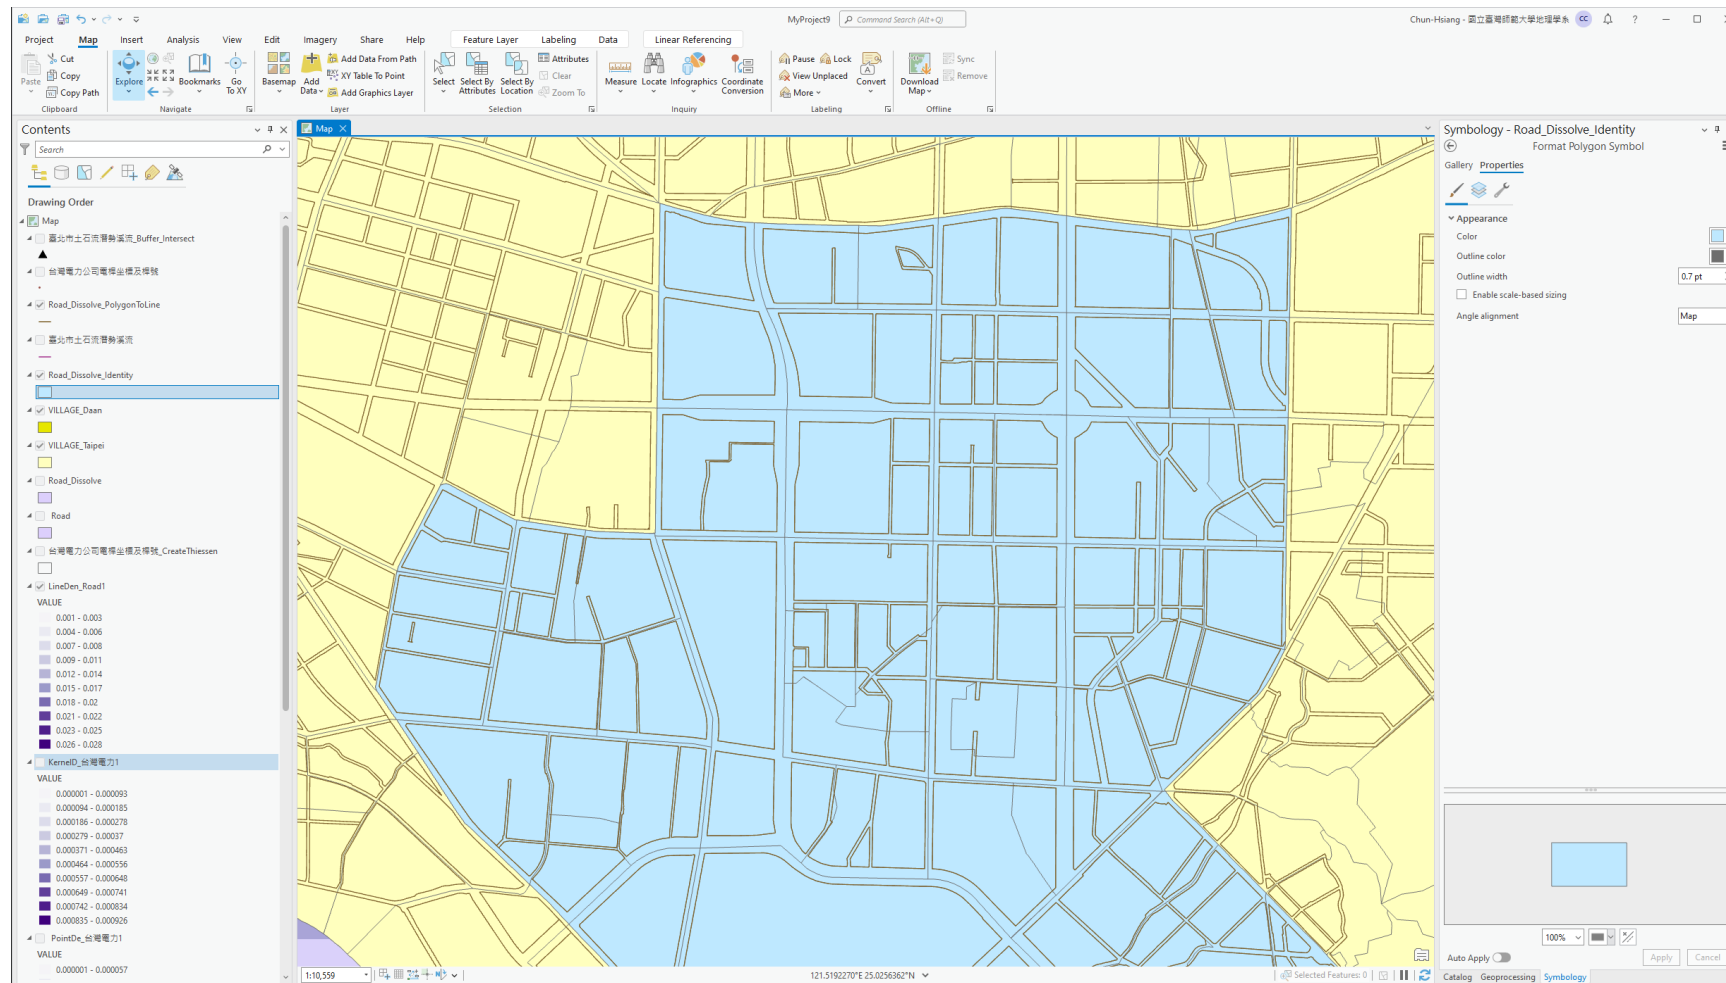 MyProject9
Command Search (Alt+Q)
Chun-Hsiang - 國立臺灣師範大學地理學系
CC
?
Project Map Insert Analysis View Edit Imagery Share Help Feature Layer Labeling Data Linear Referencing
Paste
Cut
Copy
Copy Path
Clipboard
Explore
Bookmarks
Go To XY
Navigate
Basemap
Add Data
Add Data From Path
XY Table To Point
Add Graphics Layer
Layer
Select
Select By Attributes
Select By Location
Attributes
Clear
Zoom To
Selection
Measure
Locate
Infographics
Coordinate Conversion
Inquiry
Pause
Lock
View Unplaced
More
Convert
Labeling
Download Map
Sync
Remove
Offline
Contents
Search
Drawing Order
Map
臺北市土石流潛勢溪流_Buffer_Intersect
台灣電力公司電桿坐標及桿號
Road_Dissolve_PolygonToLine
臺北市土石流潛勢溪流
Road_Dissolve_Identity
VILLAGE_Daan
VILLAGE_Taipei
Road_Dissolve
Road
台灣電力公司電桿坐標及桿號_CreateThiessen
LineDen_Road1
VALUE
0.001 - 0.003
0.004 - 0.006
0.007 - 0.008
0.009 - 0.011
0.012 - 0.014
0.015 - 0.017
0.018 - 0.02
0.021 - 0.022
0.023 - 0.025
0.026 - 0.028
KernelD_台灣電力1
VALUE
0.000001 - 0.000093
0.000094 - 0.000185
0.000186 - 0.000278
0.000279 - 0.00037
0.000371 - 0.000463
0.000464 - 0.000556
0.000557 - 0.000648
0.000649 - 0.000741
0.000742 - 0.000834
0.000835 - 0.000926
PointDe_台灣電力1
VALUE
0.000001 - 0.000057
Map
1:10,559
121.5192270°E 25.0256362°N
Selected Features: 0
Symbology - Road_Dissolve_Identity
Format Polygon Symbol
Gallery Properties
Appearance
Color
Outline color
Outline width 0.7 pt
Enable scale-based sizing
Angle alignment Map
100%
Auto Apply
Apply
Cancel
Catalog Geoprocessing Symbology